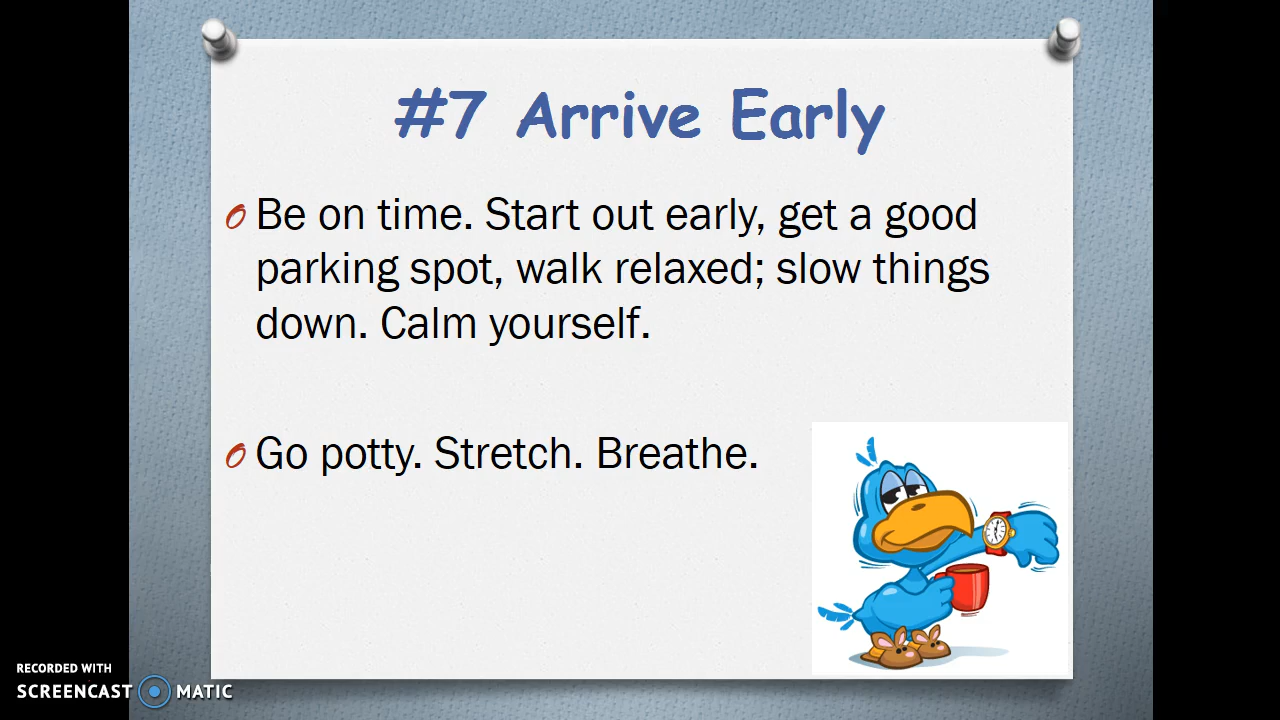 #7 Arrive Early
Be on time. Start out early, get a good
parking spot, walk relaxed; slow things
down. Calm yourself.
Go potty. Stretch. Breathe.
RECORDED WITH
SCREENCAST MATIC